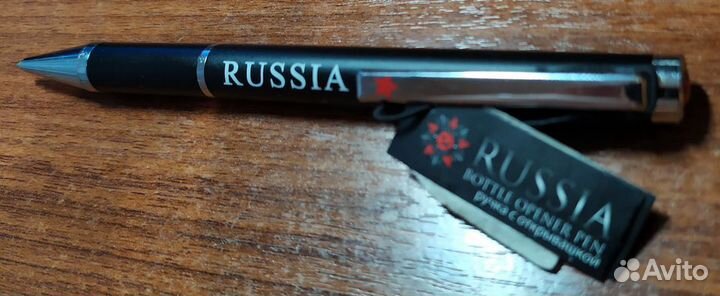 RUSSIA
RUSSIA
BOTTLE OPENER PEN
ручка с открывашкой
Avito